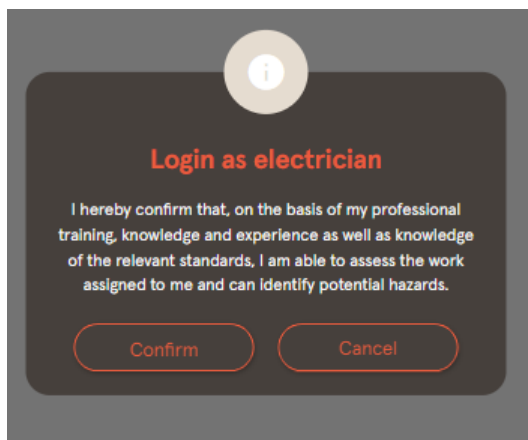 i
Login as electrician
I hereby confirm that, on the basis of my professional
training, knowledge and experience as well as knowledge
of the relevant standards, I am able to assess the work
assigned to me and can identify potential hazards.
Confirm
Cancel